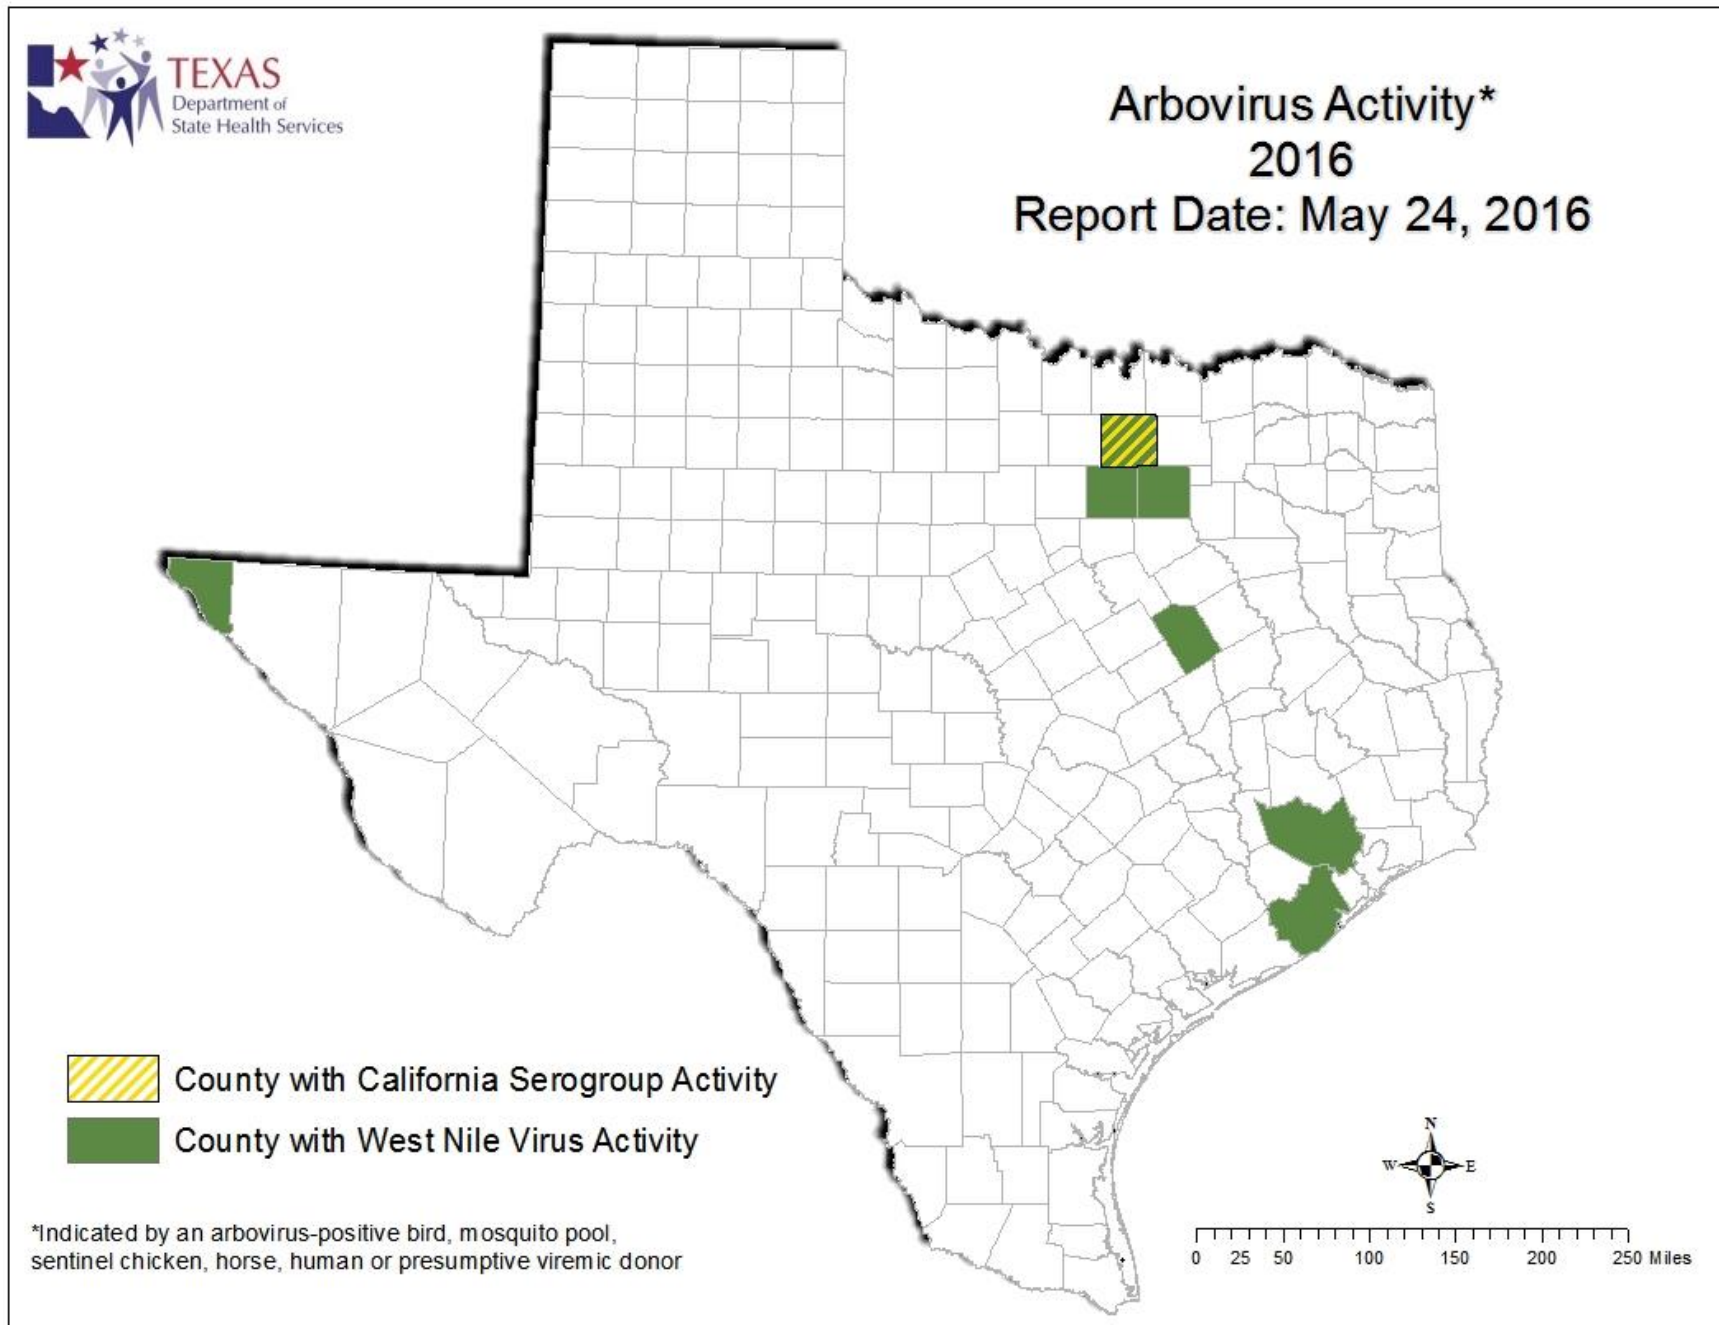 TEXAS
Department of
State Health Services
Arbovirus Activity*
2016
Report Date: May 24, 2016
County with California Serogroup Activity
County with West Nile Virus Activity
*Indicated by an arbovirus-positive bird, mosquito pool,
sentinel chicken, horse, human or presumptive viremic donor
N
W E
S
0 25 50 100 150 200 250 Miles